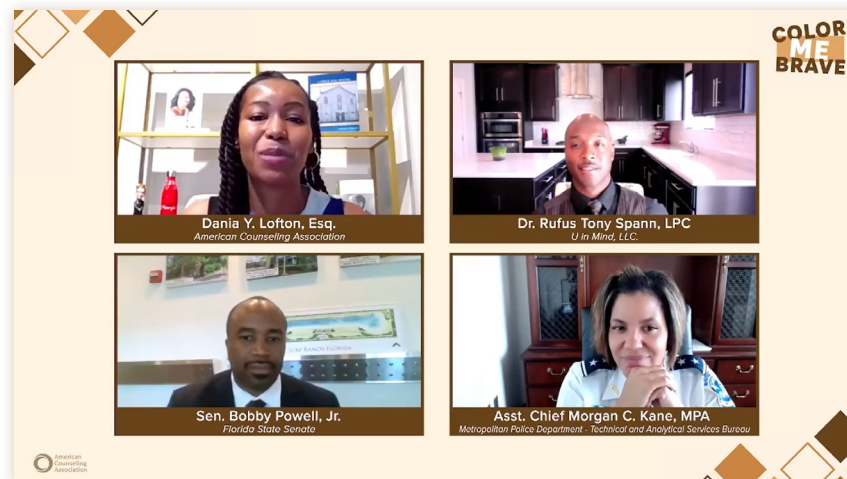 COLOR
ME
BRAVE
Dania Y. Lofton, Esq.
American Counseling Association
Dr. Rufus Tony Spann, LPC
U in Mind, LLC.
Sen. Bobby Powell, Jr.
Florida State Senate
Asst. Chief Morgan C. Kane, MPA
Metropolitan Police Department - Technical and Analytical Services Bureau
American
Counseling
Association